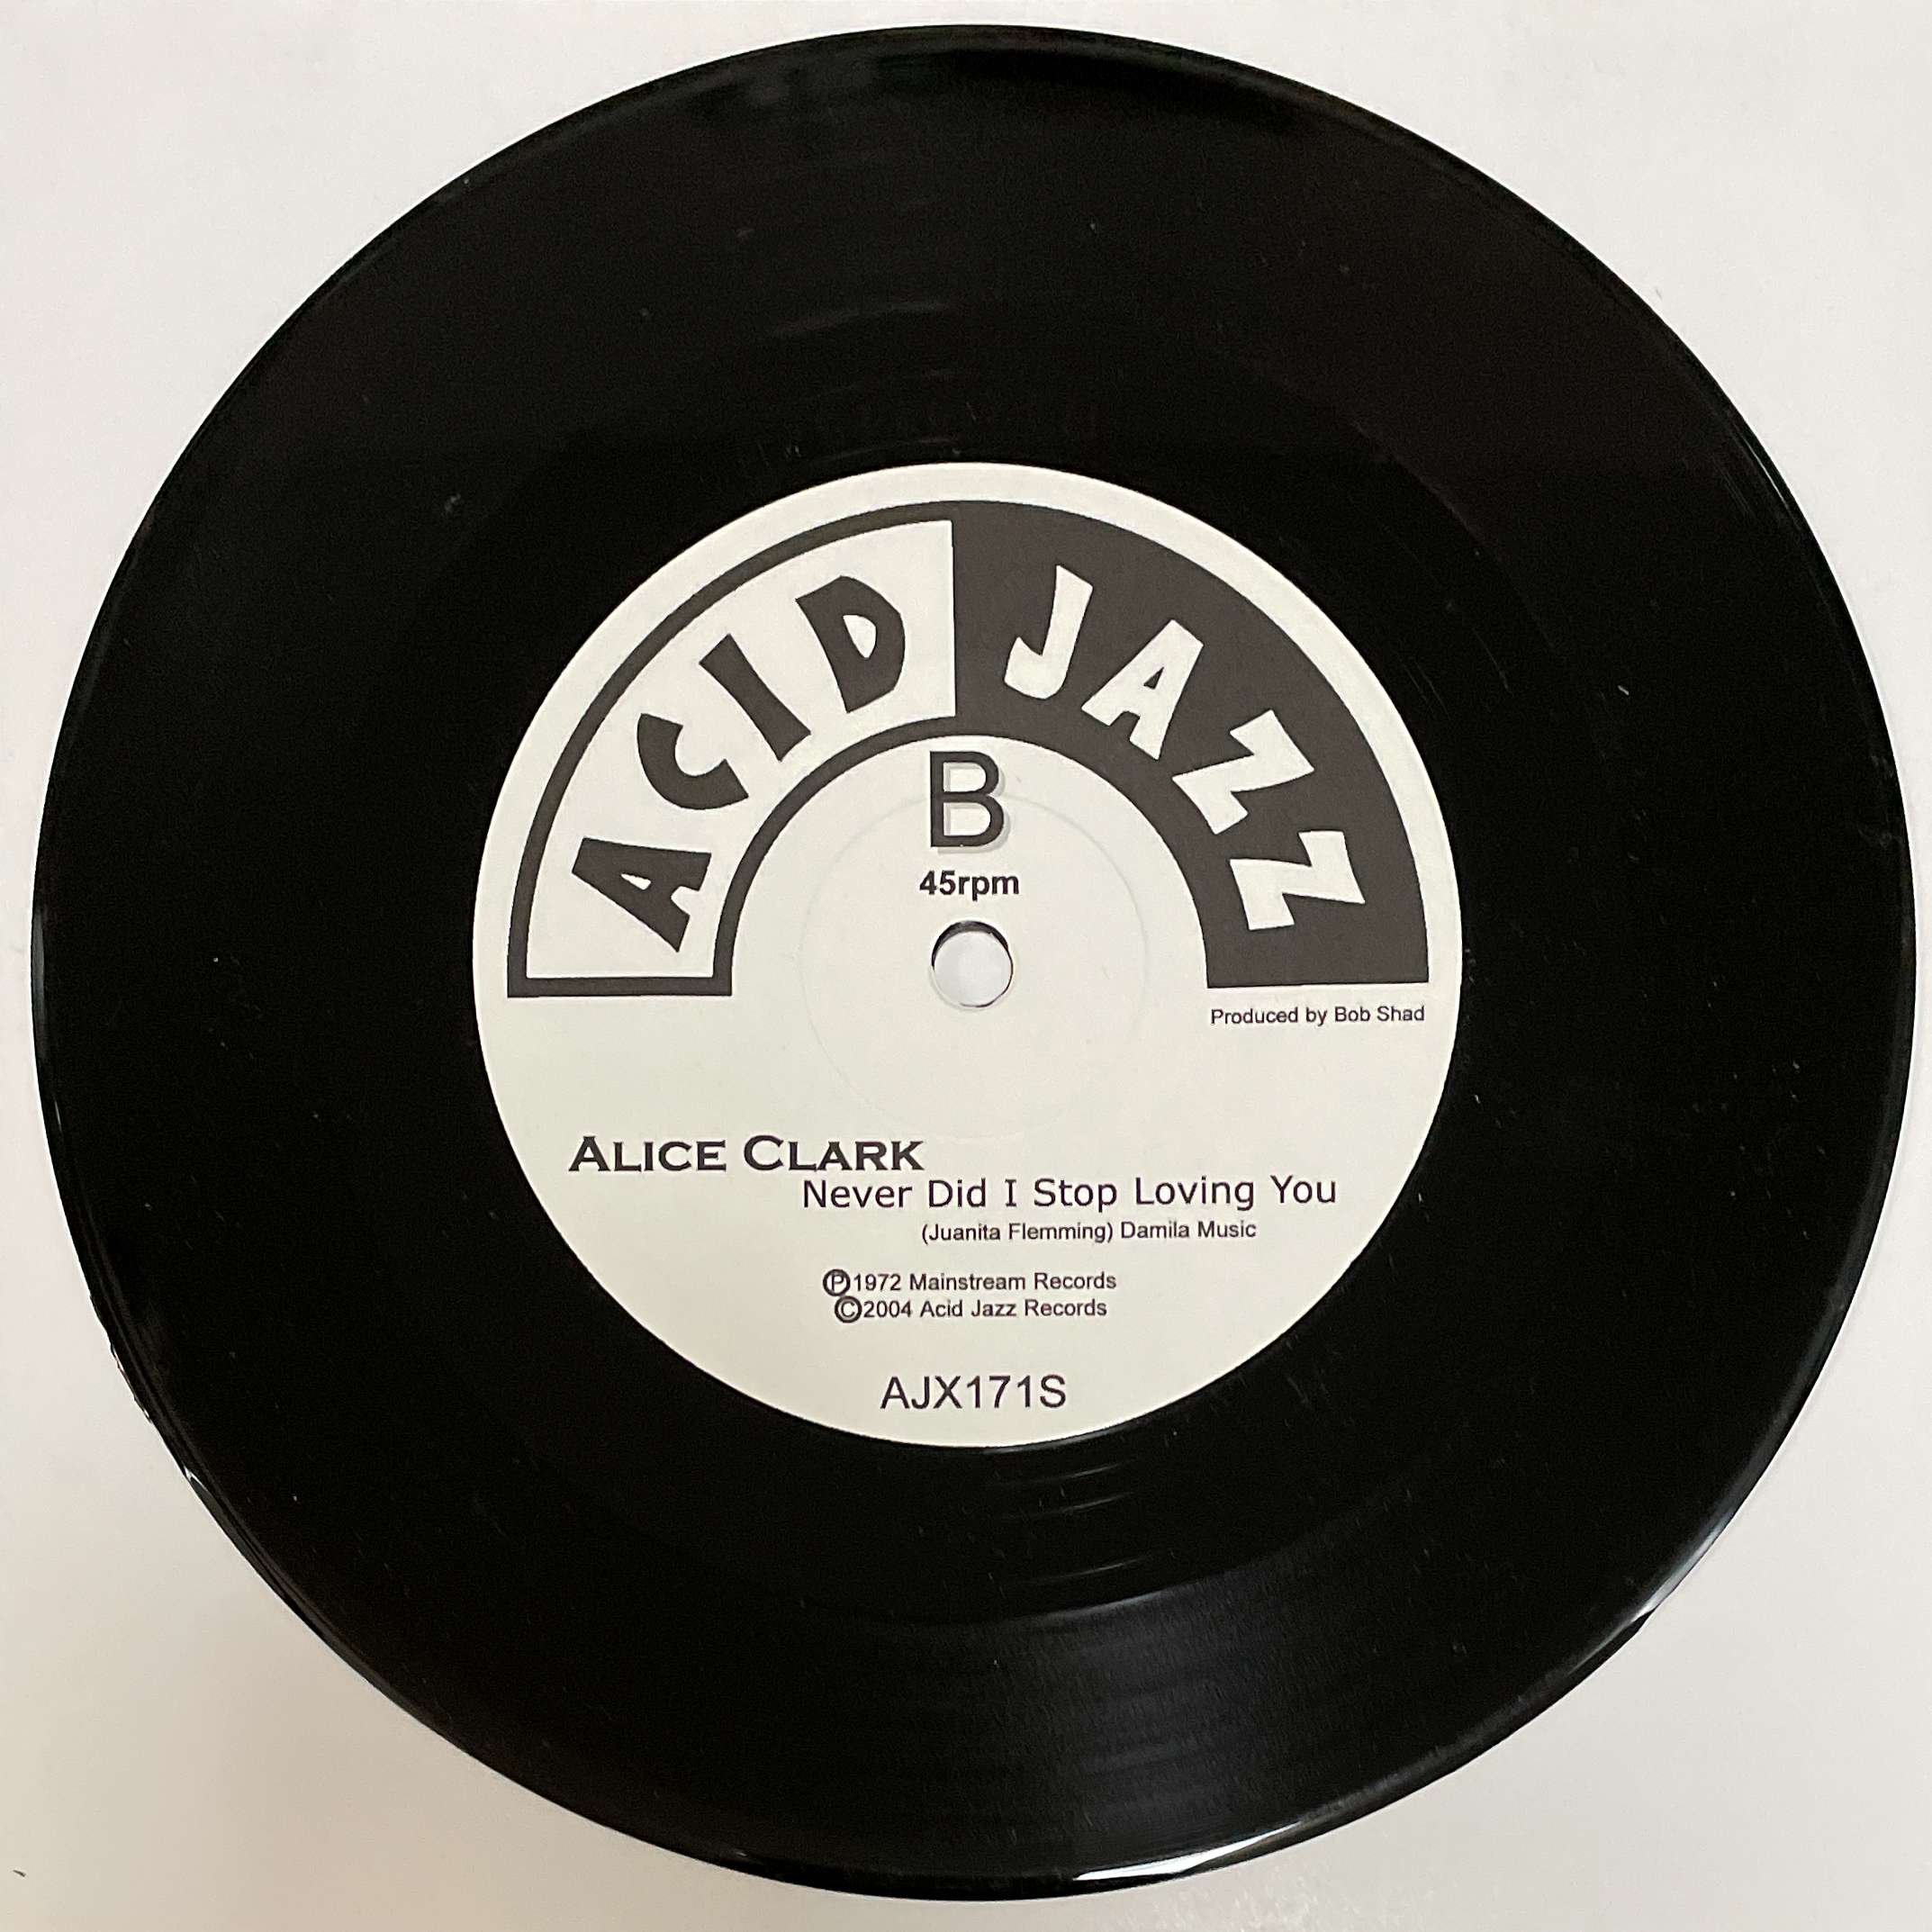 ACID JAZZ
B
45rpm
Produced by Bob Shad
ALICE CLARK
Never Did I Stop Loving You
(Juanita Flemming) Damila Music
Ⓟ1972 Mainstream Records
©2004 Acid Jazz Records
AJX171S